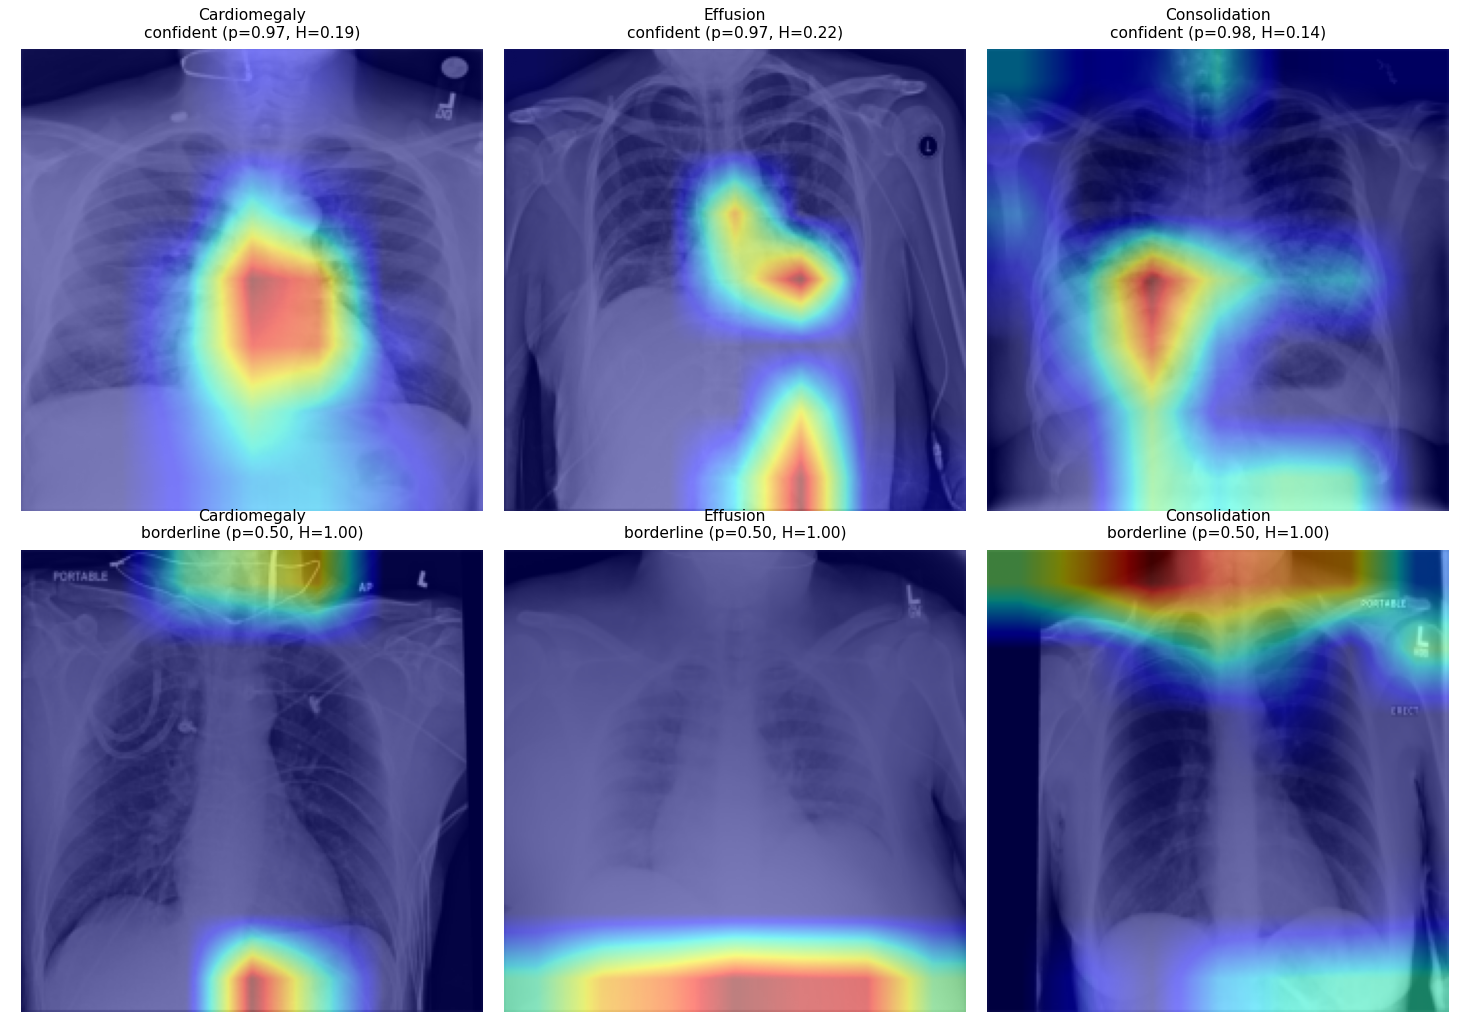 Cardiomegaly
confident (p=0.97, H=0.19)
Effusion
confident (p=0.97, H=0.22)
Consolidation
confident (p=0.98, H=0.14)
L
L
Cardiomegaly
borderline (p=0.50, H=1.00)
Effusion
borderline (p=0.50, H=1.00)
Consolidation
borderline (p=0.50, H=1.00)
PORTABLE
AP
L
L
PORTABLE
L
ERECT